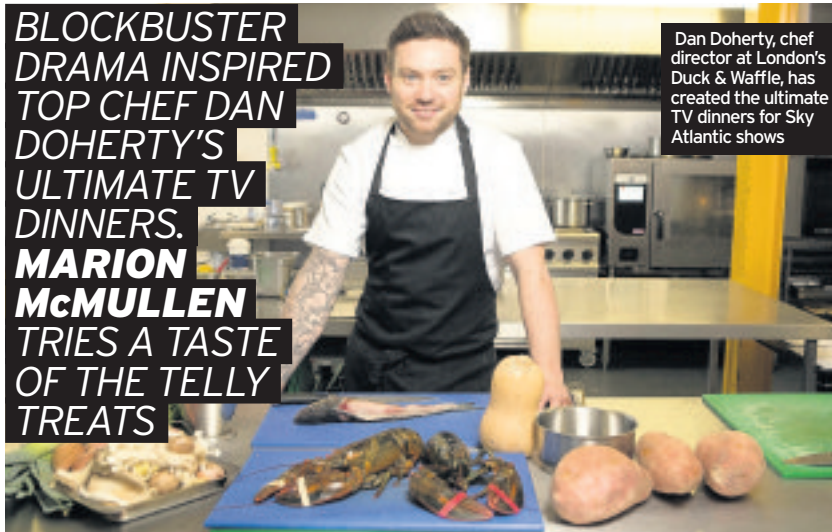 BLOCKBUSTER
DRAMA INSPIRED
TOP CHEF DAN
DOHERTY'S
ULTIMATE TV
DINNERS.
MARION
McMULLEN
TRIES A TASTE
OF THE TELLY
TREATS
Dan Doherty, chef
director at London's
Duck & Waffle, has
created the ultimate
TV dinners for Sky
Atlantic shows